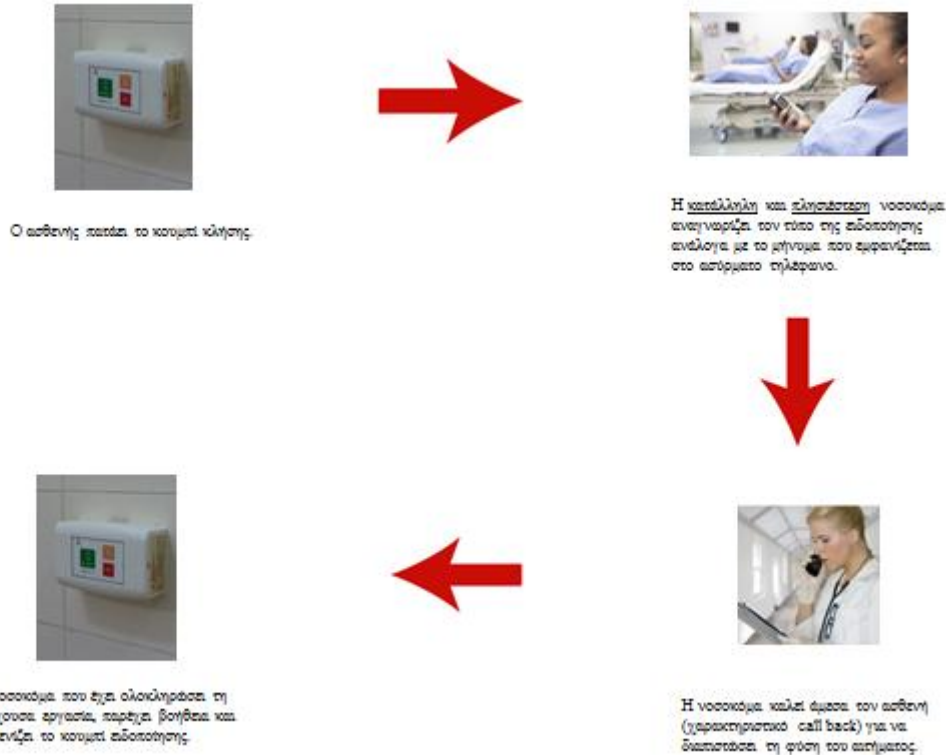 Ο ασθενής πατάει το κουμπί κλήσης.
Η κατάλληλη και πλησιέστερη νοσοκόμα
αναγνωρίζει τον τύπο της ειδοποίησης
ανάλογα με το μήνυμα που εμφανίζεται
στο ασύρματο τηλέφωνο.
Η νοσοκόμα καλεί άμεσα τον ασθενή
(χαρακτηριστικό call back) για να
διαπιστώσει τη φύση του αιτήματος.
νοσοκόμα που έχει ολοκληρώσει τη
εργασία, παρέχει βοήθεια και
το κουμπί ειδοποίησης.